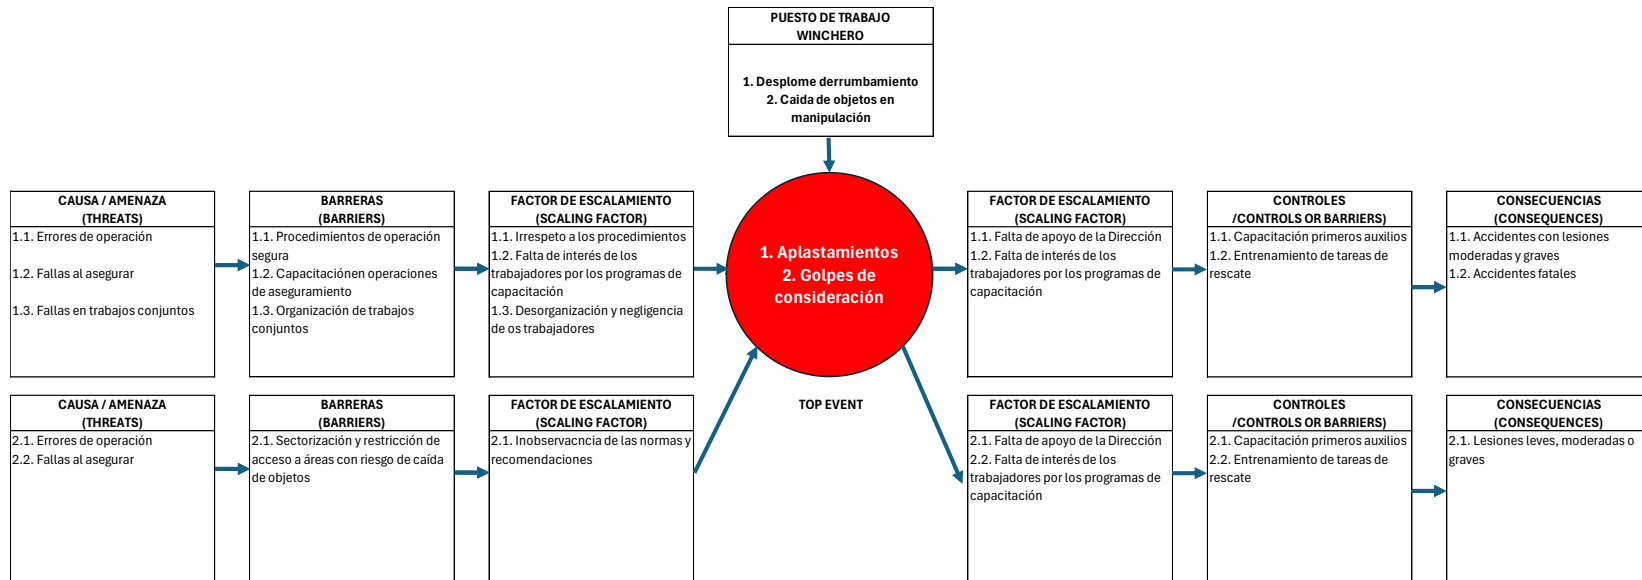 PUESTO DE TRABAJO
WINCHERO
1. Desplome derrumbamiento
2. Caida de objetos en
manipulación
CAUSA / AMENAZA
(THREATS)
1.1. Errores de operación
1.2. Fallas al asegurar
1.3. Fallas en trabajos conjuntos
BARRERAS
(BARRIERS)
1.1. Procedimientos de operación
segura
1.2. Capacitaciónen operaciones
de aseguramiento
1.3. Organización de trabajos
conjuntos
FACTOR DE ESCALAMIENTO
(SCALING FACTOR)
1.1. Irrespeto a los procedimientos
1.2. Falta de interés de los
trabajadores por los programas de
capacitación
1.3. Desorganización y negligencia
de os trabajadores
1. Aplastamientos
2. Golpes de
consideración
TOP EVENT
FACTOR DE ESCALAMIENTO
(SCALING FACTOR)
1.1. Falta de apoyo de la Dirección
1.2. Falta de interés de los
trabajadores por los programas de
capacitación
CONTROLES
/CONTROLS OR BARRIERS)
1.1. Capacitación primeros auxilios
1.2. Entrenamiento de tareas de
rescate
CONSECUENCIAS
(CONSEQUENCES)
1.1. Accidentes con lesiones
moderadas y graves
1.2. Accidentes fatales
CAUSA / AMENAZA
(THREATS)
2.1. Errores de operación
2.2. Fallas al asegurar
BARRERAS
(BARRIERS)
2.1. Sectorización y restricción de
acceso a áreas con riesgo de caída
de objetos
FACTOR DE ESCALAMIENTO
(SCALING FACTOR)
2.1. Inobservacncia de las normas y
recomendaciones
FACTOR DE ESCALAMIENTO
(SCALING FACTOR)
2.1. Falta de apoyo de la Dirección
2.2. Falta de interés de los
trabajadores por los programas de
capacitación
CONTROLES
/CONTROLS OR BARRIERS)
2.1. Capacitación primeros auxilios
2.2. Entrenamiento de tareas de
rescate
CONSECUENCIAS
(CONSEQUENCES)
2.1. Lesiones leves, moderadas o
graves